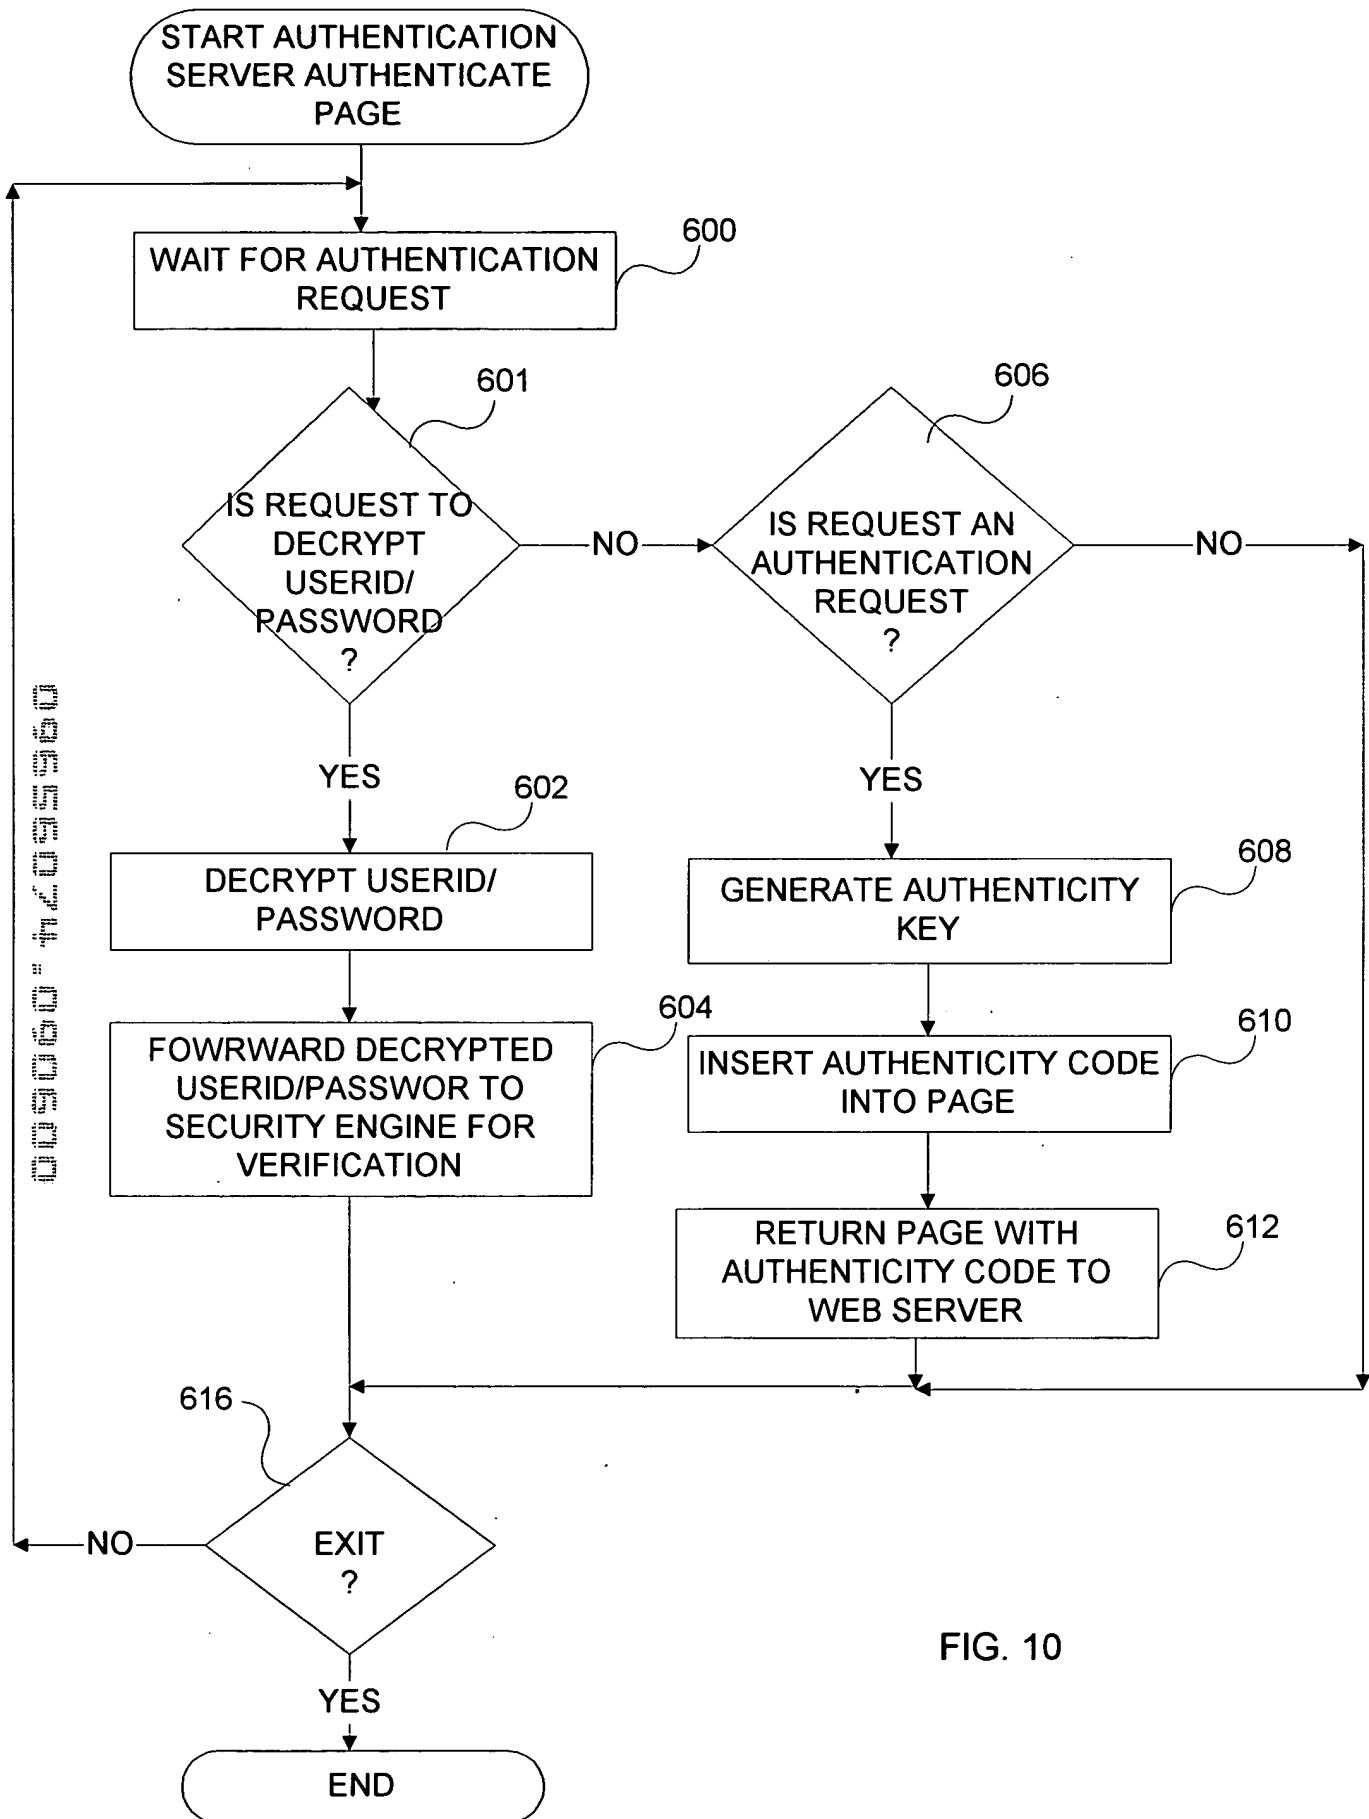 START AUTHENTICATION
SERVER AUTHENTICATE
PAGE
600
WAIT FOR AUTHENTICATION
REQUEST
601
IS REQUEST TO
DECRYPT
USERID/
PASSWORD
?
NO
606
IS REQUEST AN
AUTHENTICATION
REQUEST
?
NO
YES
YES
602
DECRYPT USERID/
PASSWORD
608
GENERATE AUTHENTICITY
KEY
604
FOWRWARD DECRYPTED
USERID/PASSWOR TO
SECURITY ENGINE FOR
VERIFICATION
610
INSERT AUTHENTICITY CODE
INTO PAGE
612
RETURN PAGE WITH
AUTHENTICITY CODE TO
WEB SERVER
616
EXIT
?
NO
YES
END
FIG. 10